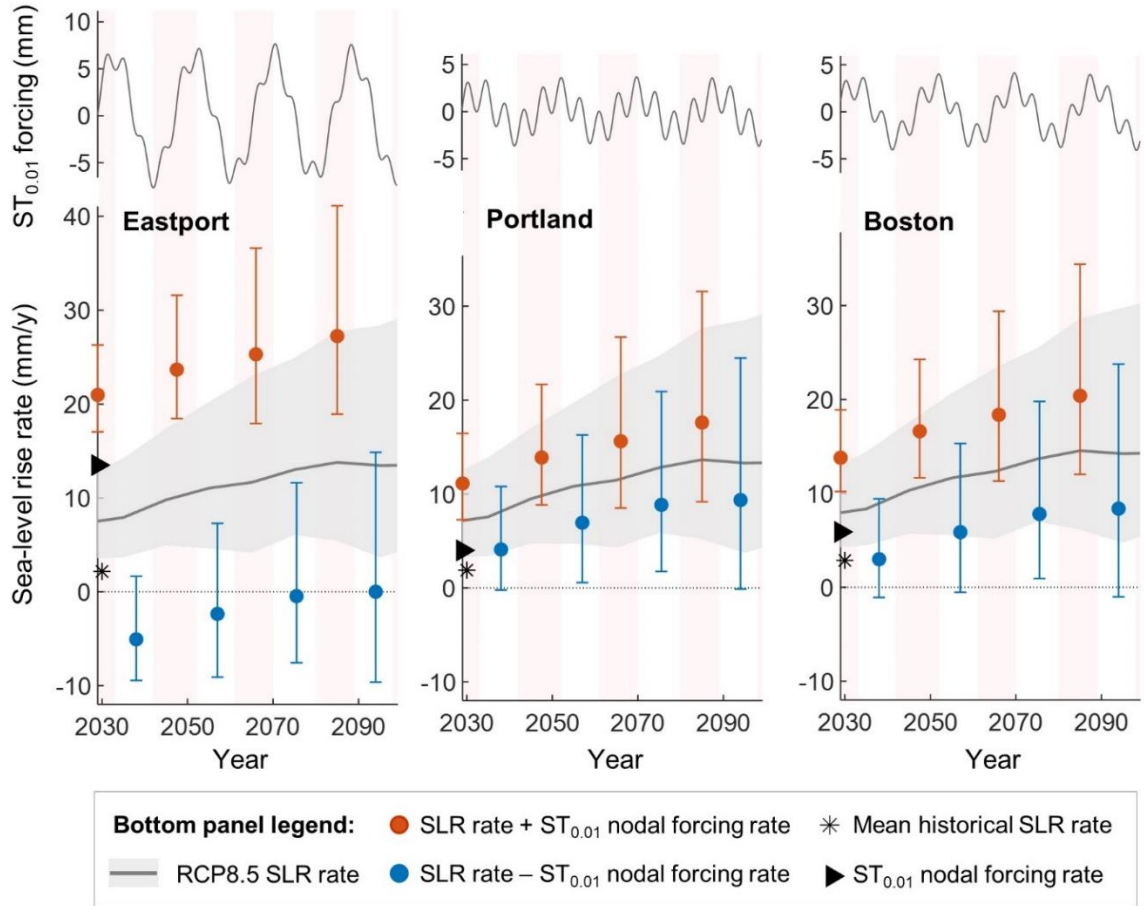 ST0.01 forcing (mm)
10
5
0
-5
5
0
-5
5
0
-5
Eastport
Portland
Boston
Sea-level rise rate (mm/y)
40
30
20
10
0
-10
30
20
10
0
-10
30
20
10
0
-10
2030 2050 2070 2090
2030 2050 2070 2090
2030 2050 2070 2090
Year
Year
Year
Bottom panel legend:
SLR rate + ST0.01 nodal forcing rate
Mean historical SLR rate
RCP8.5 SLR rate
SLR rate – ST0.01 nodal forcing rate
ST0.01 nodal forcing rate